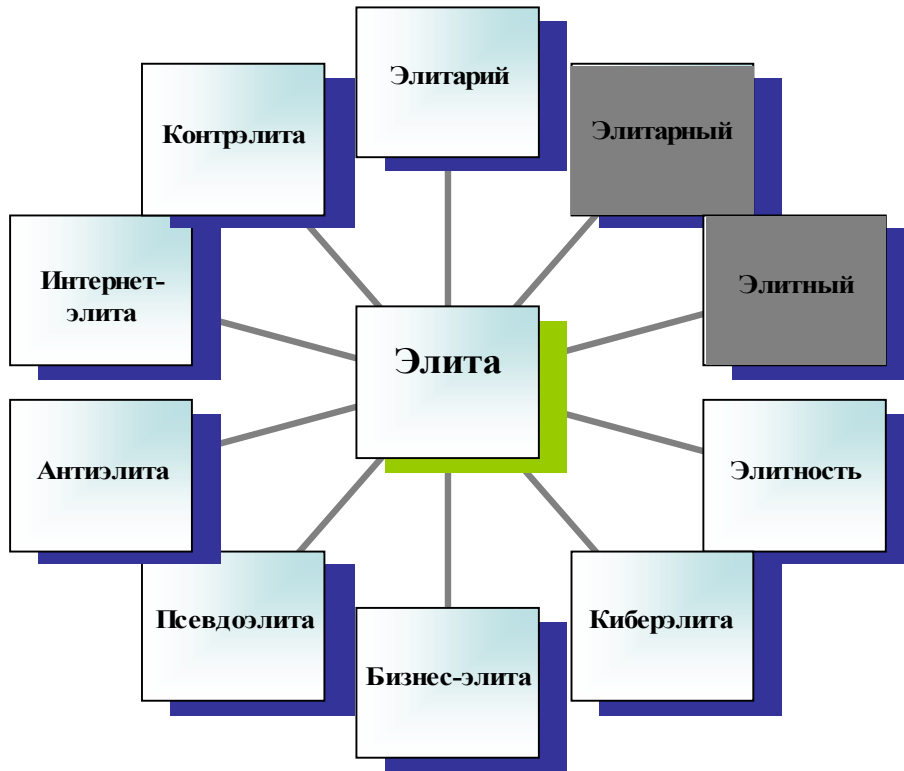 Элитарий
Элитарный
Контрэлита
Интернет-
элита
Элитный
Элита
Антиэлита
Элитность
Псевдоэлита
Киберэлита
Бизнес-элита